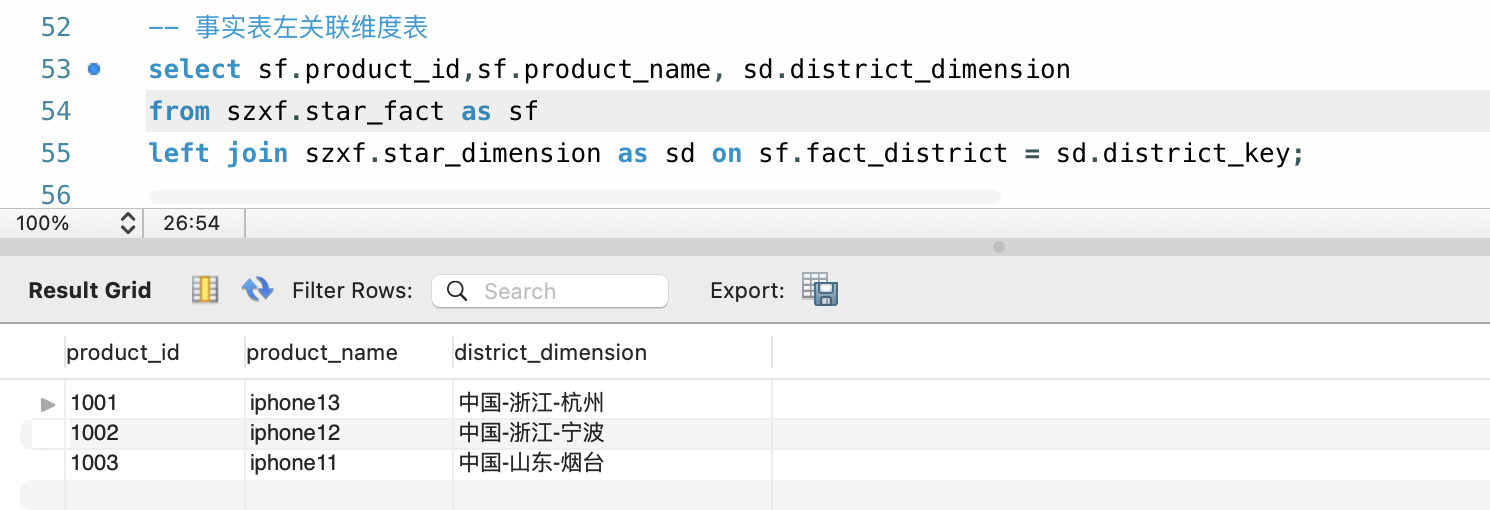 52 -- 事实表左关联维度表
53 select sf.product_id,sf.product_name, sd.district_dimension
54 from szxf.star_fact as sf
55 left join szxf.star_dimension as sd on sf.fact_district = sd.district_key;
56
100% 26:54
Result Grid Filter Rows: Search Export:
product_id product_name district_dimension
1001 iphone13 中国-浙江-杭州
1002 iphone12 中国-浙江-宁波
1003 iphone11 中国-山东-烟台